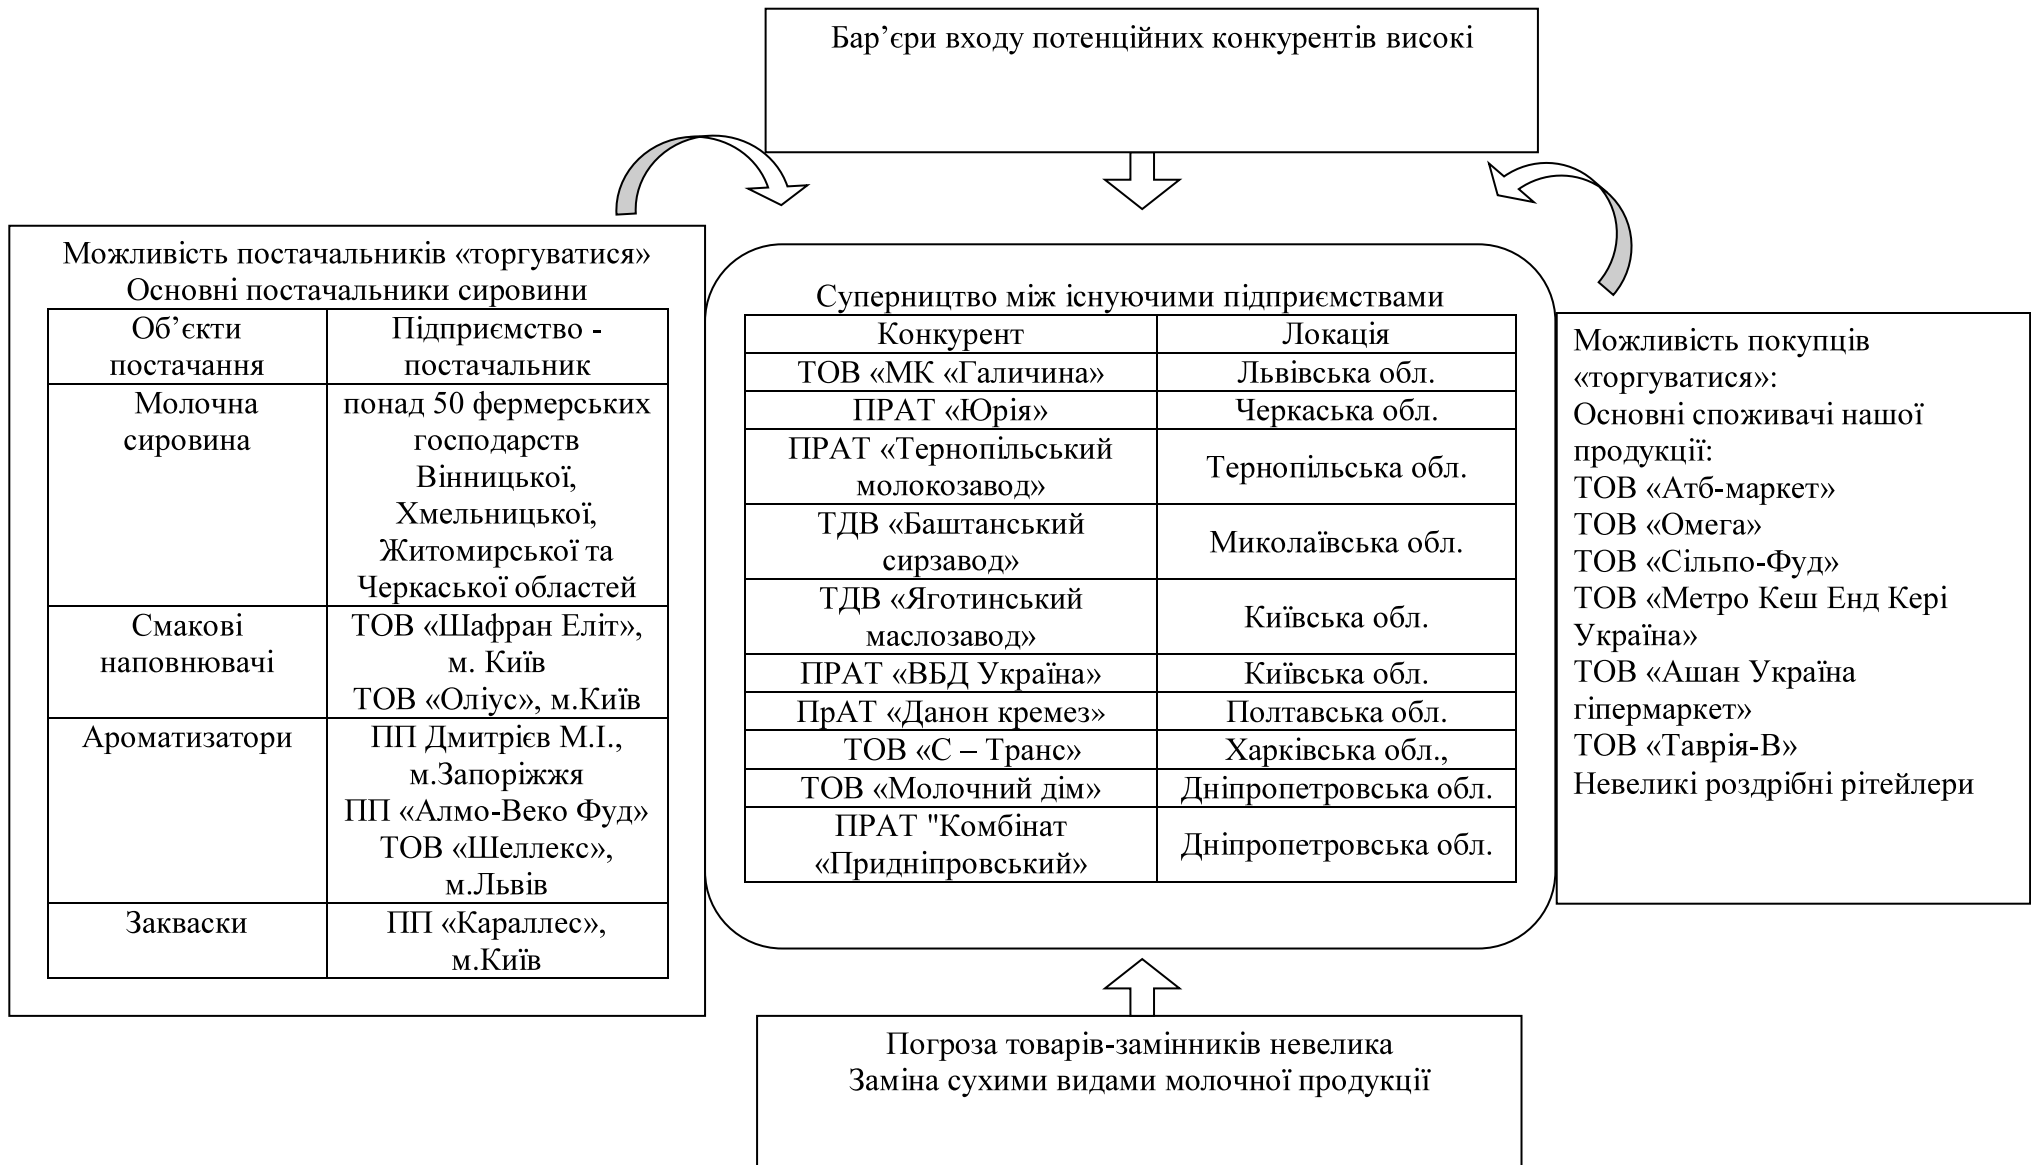 Бар’єри входу потенційних конкурентів високі
Можливість постачальників «торгуватися»
Основні постачальники сировини
Об’єкти
постачання
Підприємство -
постачальник
Молочна
сировина
понад 50 фермерських
господарств
Вінницької,
Хмельницької,
Житомирської та
Черкаської областей
Смакові
наповнювачі
ТОВ «Шафран Еліт»,
м. Київ
ТОВ «Оліус», м.Київ
Ароматизатори
ПП Дмитрієв М.І.,
м.Запоріжжя
ПП «Алмо-Веко Фуд»
ТОВ «Шеллекс»,
м.Львів
Закваски
ПП «Караллес»,
м.Київ
Суперництво між існуючими підприємствами
Конкурент
Локація
ТОВ «МК «Галичина»
Львівська обл.
ПРАТ «Юрія»
Черкаська обл.
ПРАТ «Тернопільський
молокозавод»
Тернопільська обл.
ТДВ «Баштанський
сирзавод»
Миколаївська обл.
ТДВ «Яготинський
маслозавод»
Київська обл.
ПРАТ «ВБД Україна»
Київська обл.
ПрАТ «Данон кремез»
Полтавська обл.
ТОВ «С – Транс»
Харківська обл.,
ТОВ «Молочний дім»
Дніпропетровська обл.
ПРАТ "Комбінат
«Придніпровський»
Дніпропетровська обл.
Можливість покупців
«торгуватися»:
Основні споживачі нашої
продукції:
ТОВ «Атб-маркет»
ТОВ «Омега»
ТОВ «Сільпо-Фуд»
ТОВ «Метро Кеш Енд Кері
Україна»
ТОВ «Ашан Україна
гіпермаркет»
ТОВ «Таврія-В»
Невеликі роздрібні рітейлери
Погроза товарів-замінників невелика
Заміна сухими видами молочної продукції